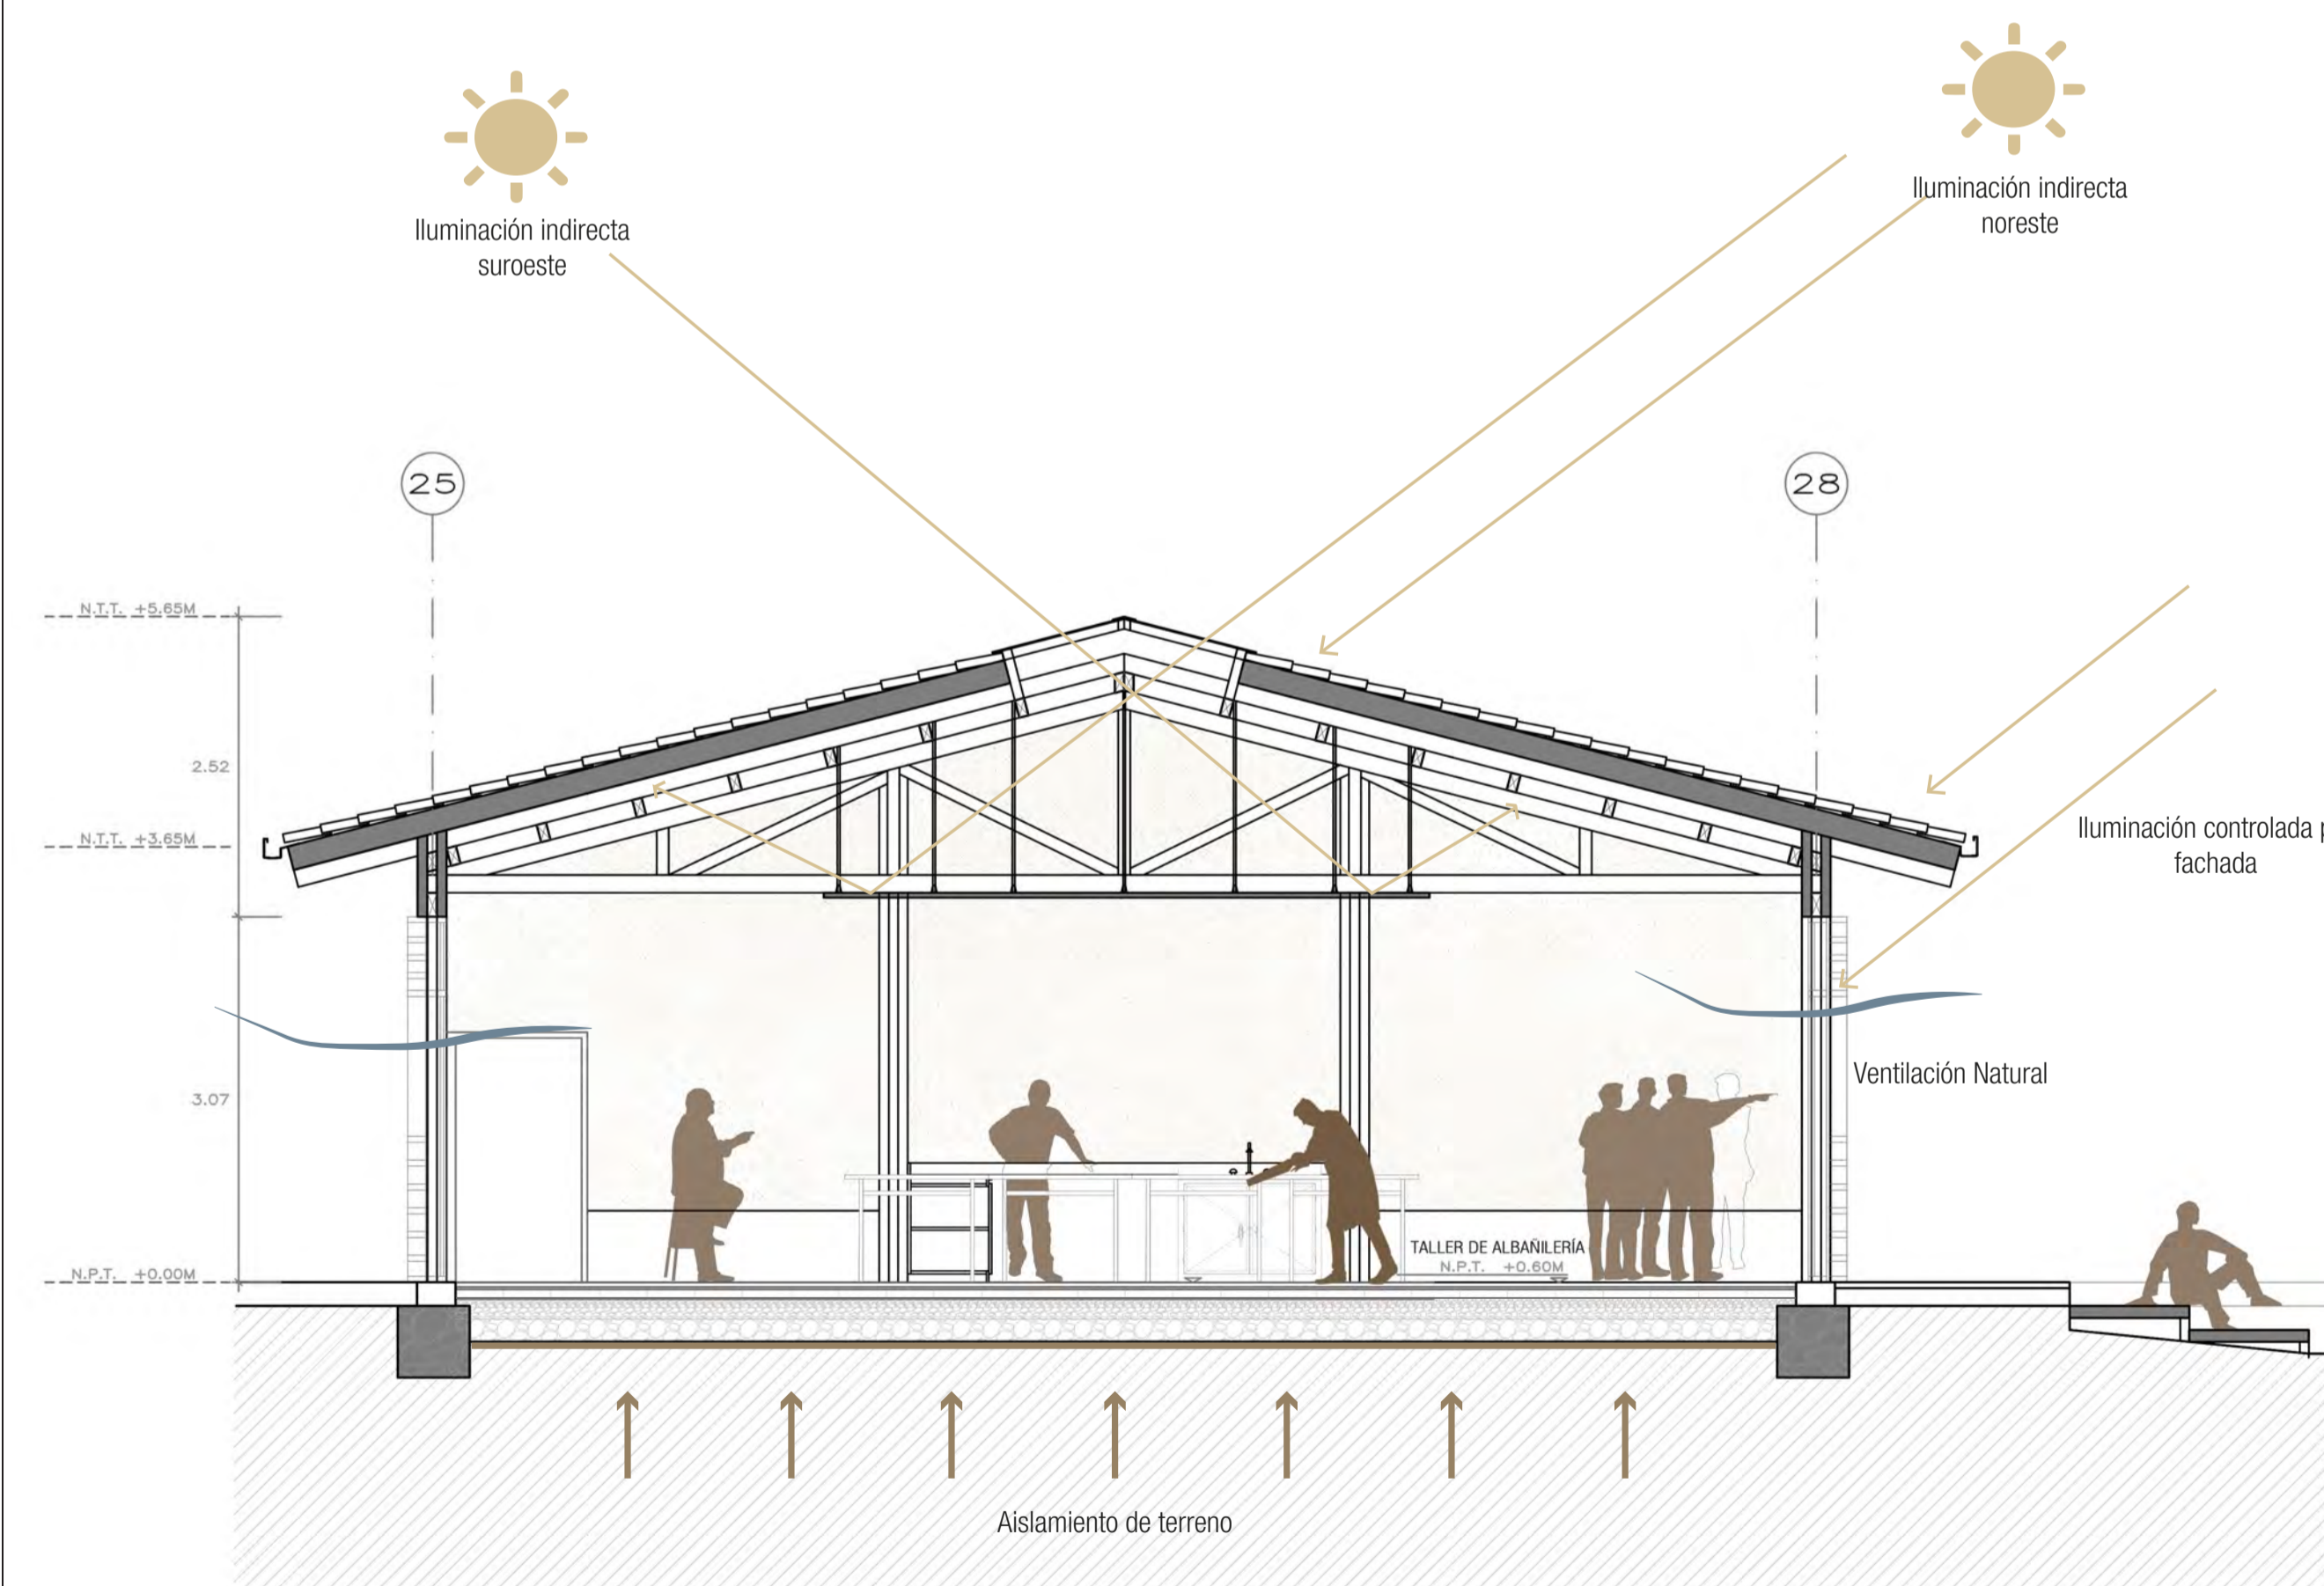 Iluminación indirecta
noreste
Iluminación indirecta
suroeste
25
28
N.T.T. +5.65M
2.52
N.T.T. +3.65M
Iluminación controlada p
fachada
Ventilación Natural
3.07
TALLER DE ALBAÑILERÍA
N.P.T. +0.60M
N.P.T. +0.00M
Aislamiento de terreno